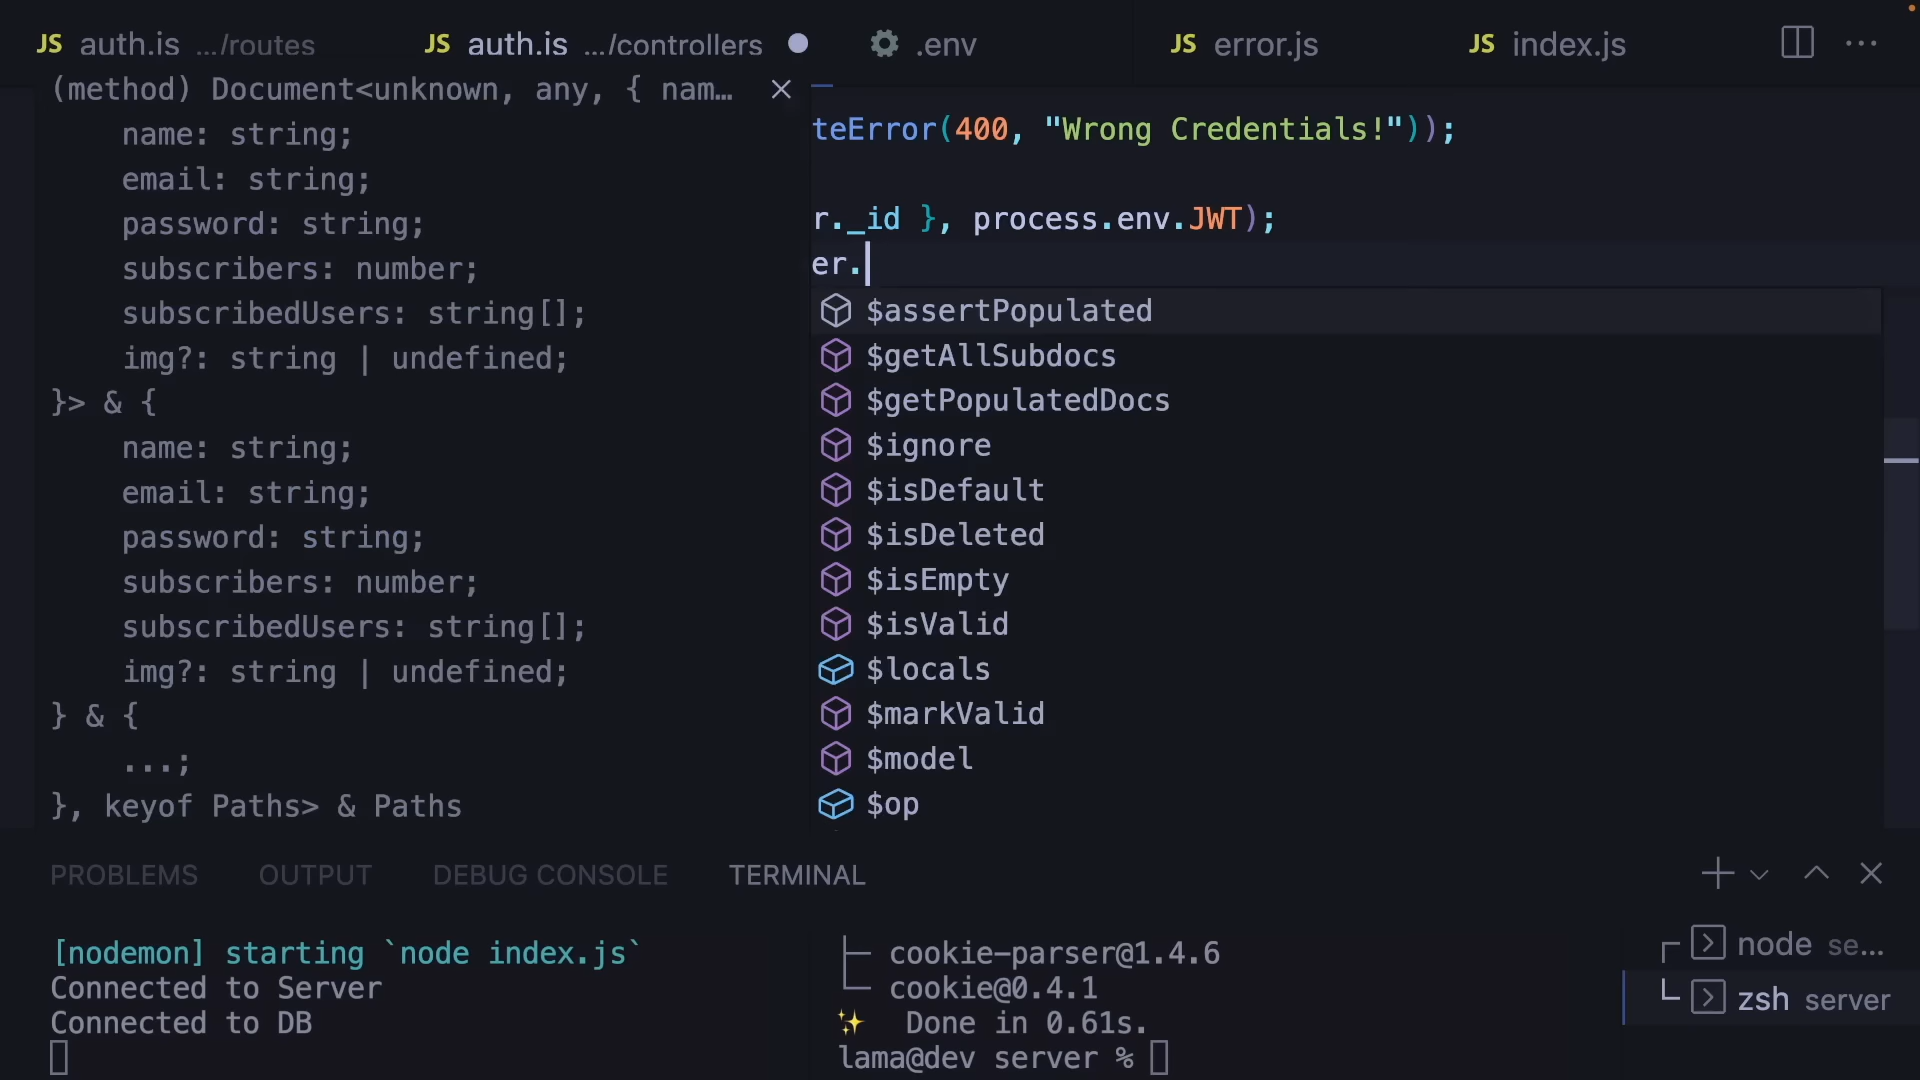 JS auth.is .../routes JS auth.is .../controllers .env JS error.js JS index.js ...
(method) Document<unknown, any, { nam…
name: string;
email: string;
password: string;
subscribers: number;
subscribedUsers: string[];
img?: string | undefined;
}> & {
name: string;
email: string;
password: string;
subscribers: number;
subscribedUsers: string[];
img?: string | undefined;
} & {
...;
}, keyof Paths> & Paths
teError(400, "Wrong Credentials!"));
r._id }, process.env.JWT);
er.
$assertPopulated
$getAllSubdocs
$getPopulatedDocs
$ignore
$isDefault
$isDeleted
$isEmpty
$isValid
$locals
$markValid
$model
$op
PROBLEMS OUTPUT DEBUG CONSOLE TERMINAL
[nodemon] starting `node index.js`
Connected to Server
Connected to DB
cookie-parser@1.4.6
cookie@0.4.1
✨ Done in 0.61s.
lama@dev server %
node se...
zsh server